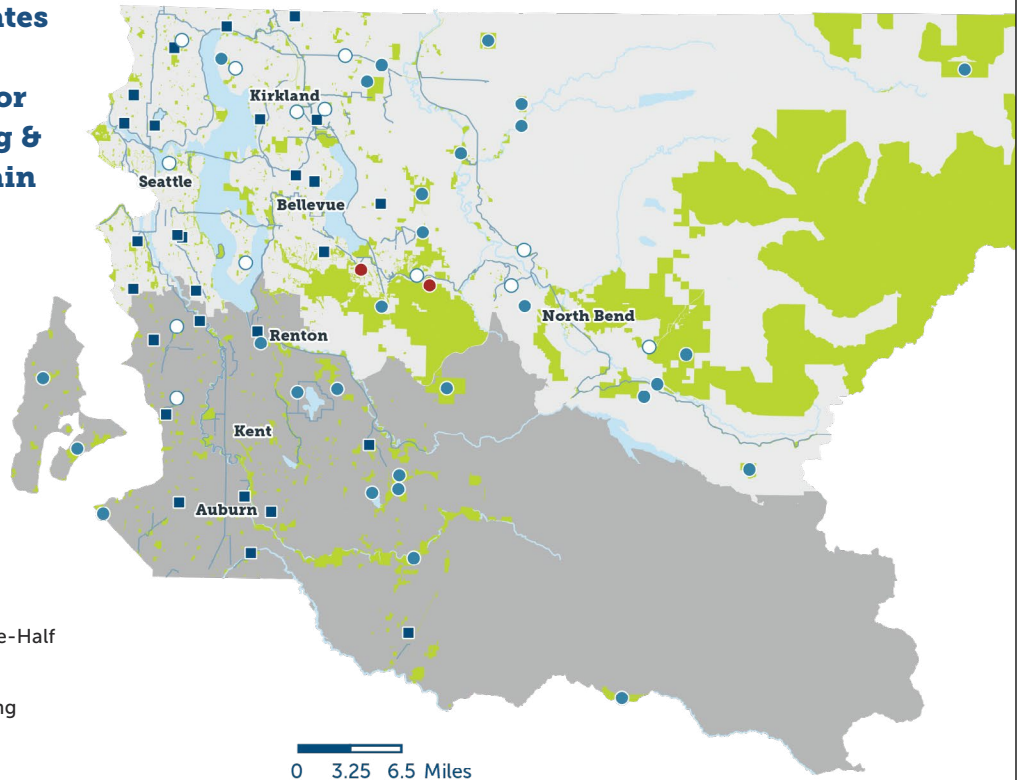 ates
or
g &
ain
Kirkland
Seattle
Bellevue
North Bend
Renton
Kent
Auburn
e-Half
ng
0 3.25 6.5 Miles